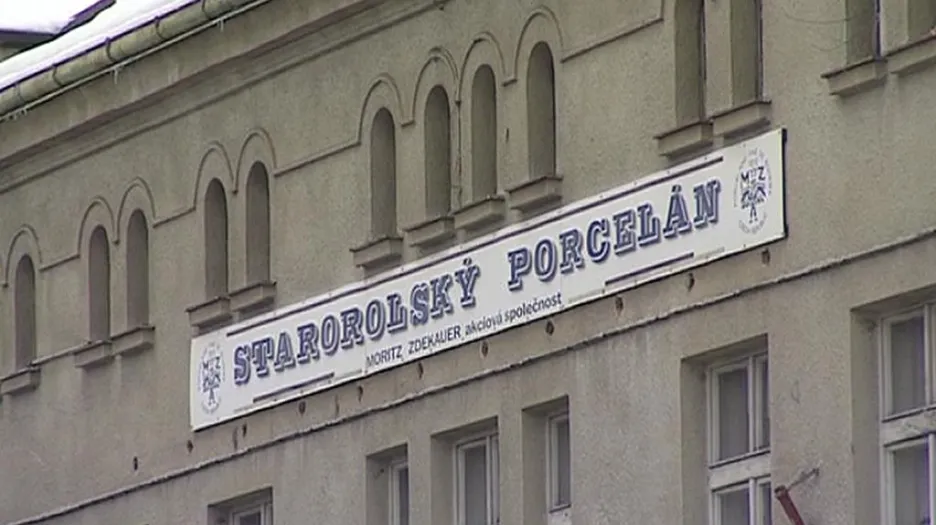 STAROROLSKÝ PORCELÁN
MORITZ ZDEKAUER akciová společnost